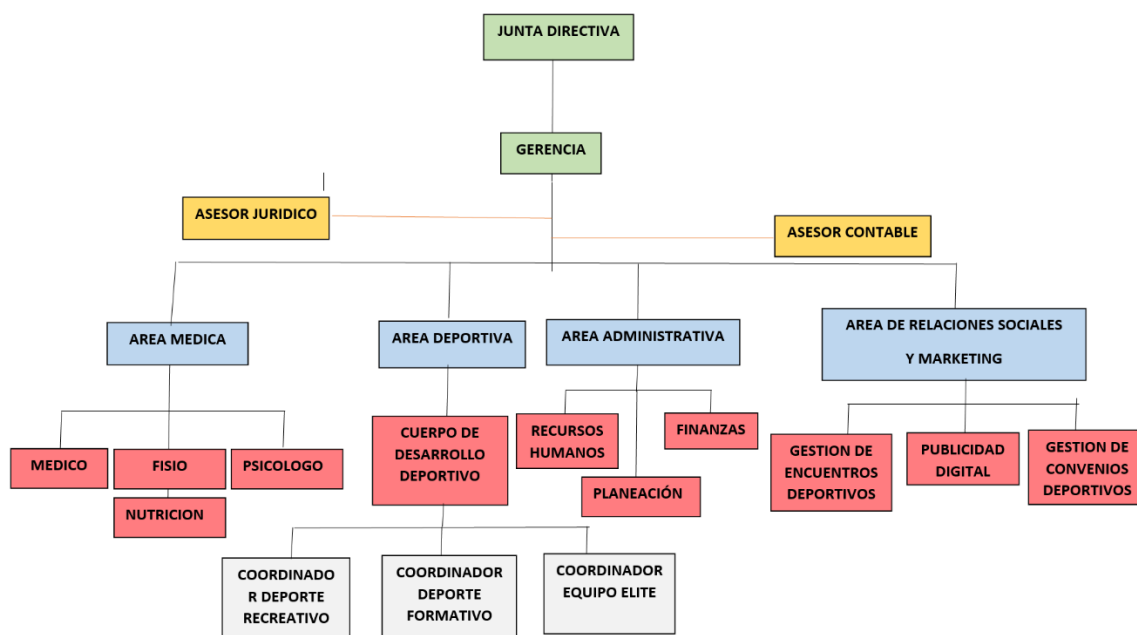 JUNTA DIRECTIVA
GERENCIA
ASESOR JURIDICO
ASESOR CONTABLE
AREA MEDICA
AREA DEPORTIVA
AREA ADMINISTRATIVA
AREA DE RELACIONES SOCIALES
Y MARKETING
MEDICO
FISIO
PSICOLOGO
NUTRICION
CUERPO DE
DESARROLLO
DEPORTIVO
RECURSOS
HUMANOS
FINANZAS
PLANEACIÓN
GESTION DE
ENCUENTROS
DEPORTIVOS
PUBLICIDAD
DIGITAL
GESTION DE
CONVENIOS
DEPORTIVOS
COORDINADO
R DEPORTE
RECREATIVO
COORDINADOR
DEPORTE
FORMATIVO
COORDINADOR
EQUIPO ELITE